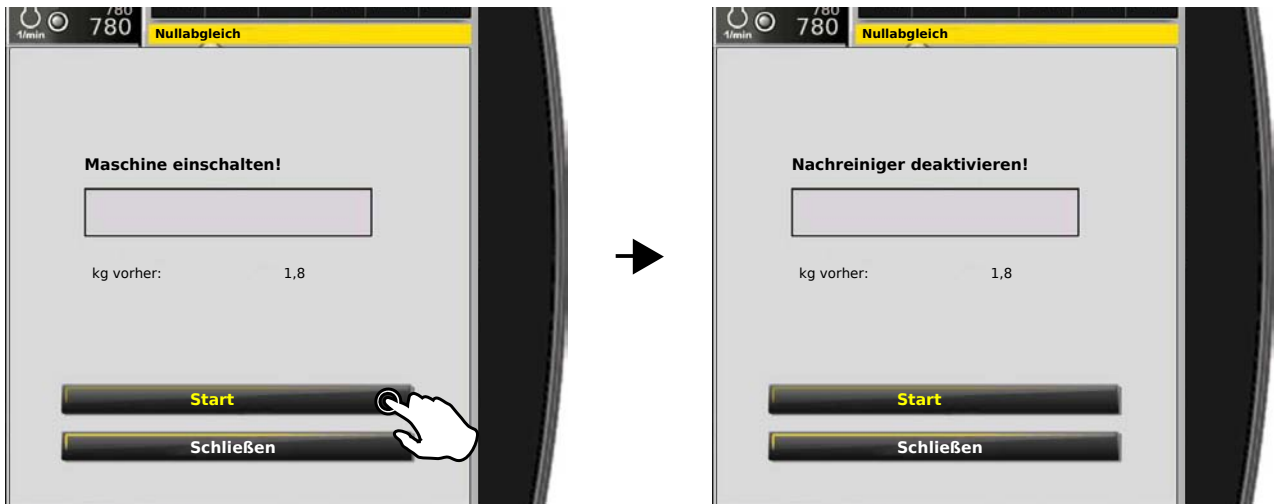 780
780
1/min
Nullabgleich
Maschine einschalten!
kg vorher: 1,8
Start
Schließen
780
780
1/min
Nullabgleich
Nachreiniger deaktivieren!
kg vorher: 1,8
Start
Schließen